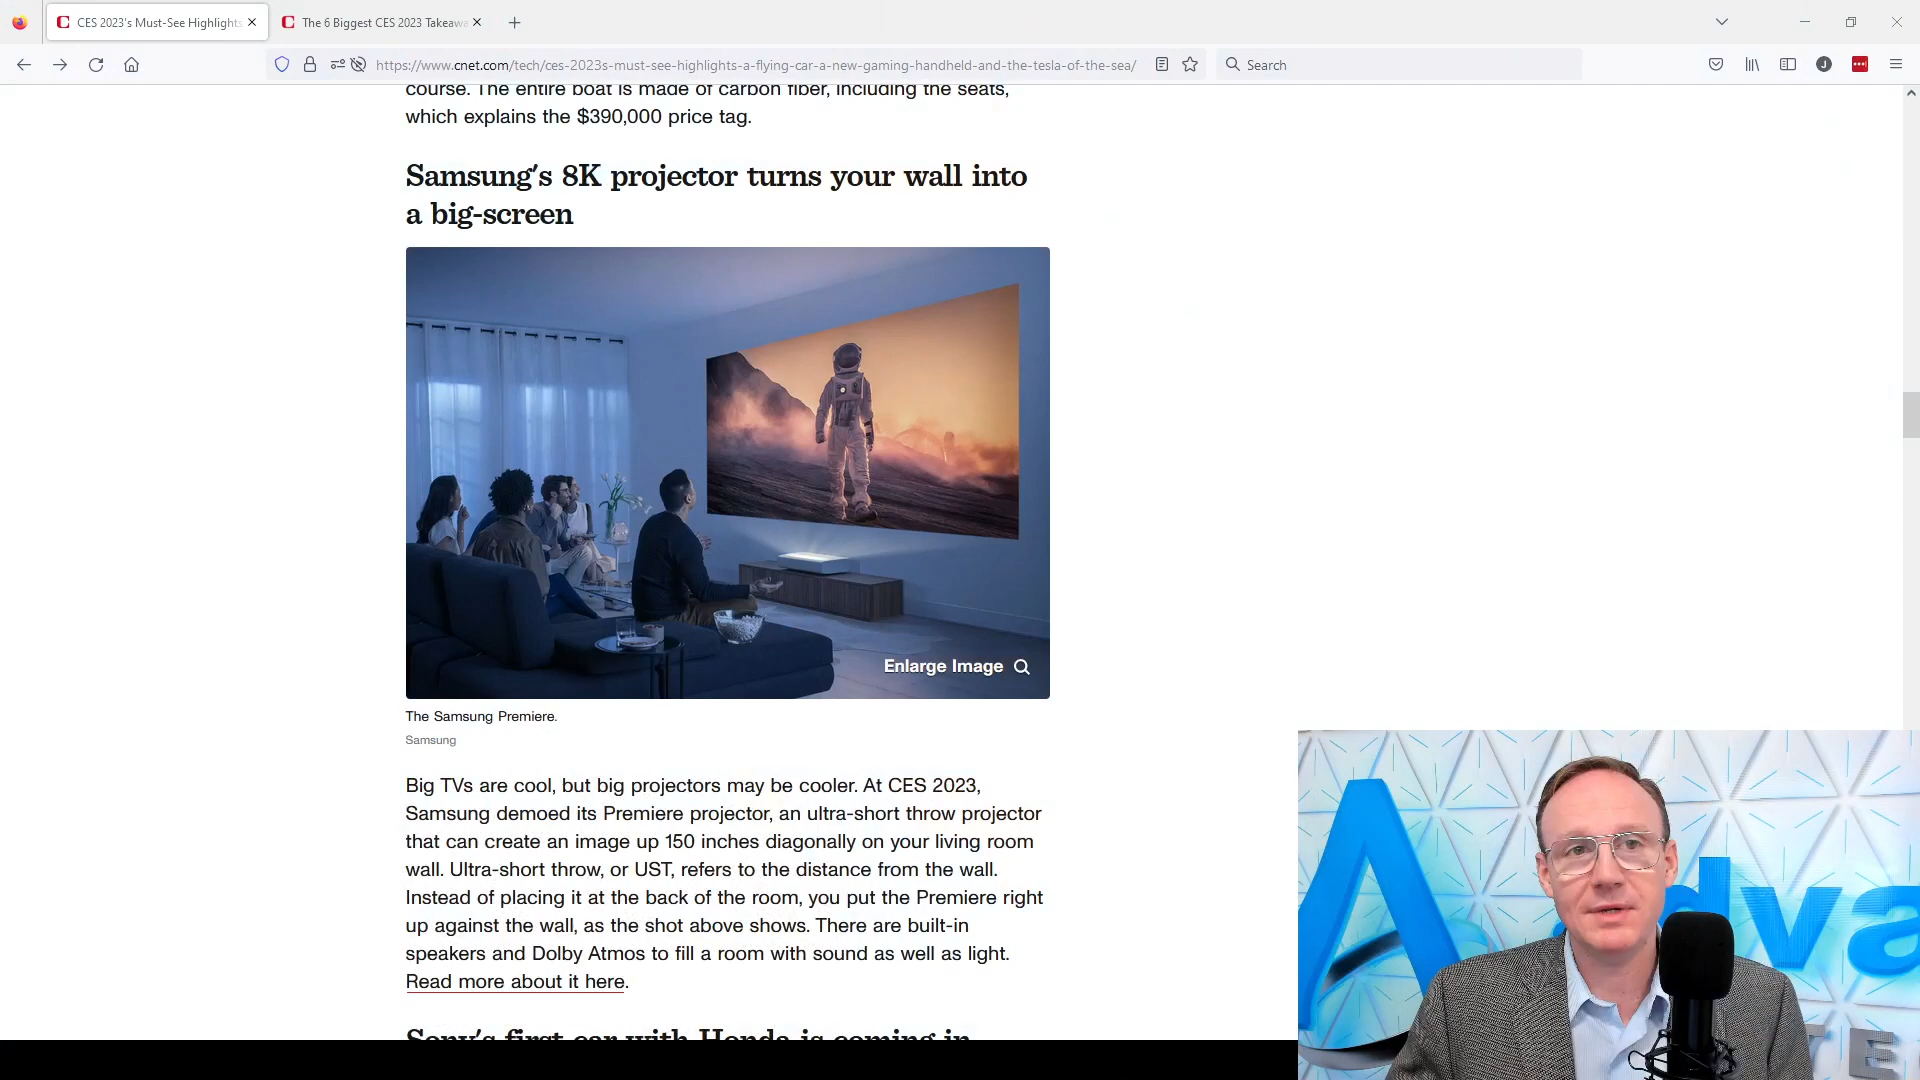 CES 2023's Must-See Highlights
The 6 Biggest CES 2023 Takeawa
https://www.cnet.com/tech/ces-2023s-must-see-highlights-a-flying-car-a-new-gaming-handheld-and-the-tesla-of-the-sea/
Search
J
course. The entire boat is made of carbon fiber, including the seats,
which explains the $390,000 price tag.
Samsung's 8K projector turns your wall into
a big-screen
Enlarge Image
The Samsung Premiere.
Samsung
Big TVs are cool, but big projectors may be cooler. At CES 2023,
Samsung demoed its Premiere projector, an ultra-short throw projector
that can create an image up 150 inches diagonally on your living room
wall. Ultra-short throw, or UST, refers to the distance from the wall.
Instead of placing it at the back of the room, you put the Premiere right
up against the wall, as the shot above shows. There are built-in
speakers and Dolby Atmos to fill a room with sound as well as light.
Read more about it here.
Sony's first car with Honda is coming in
Adva
TE